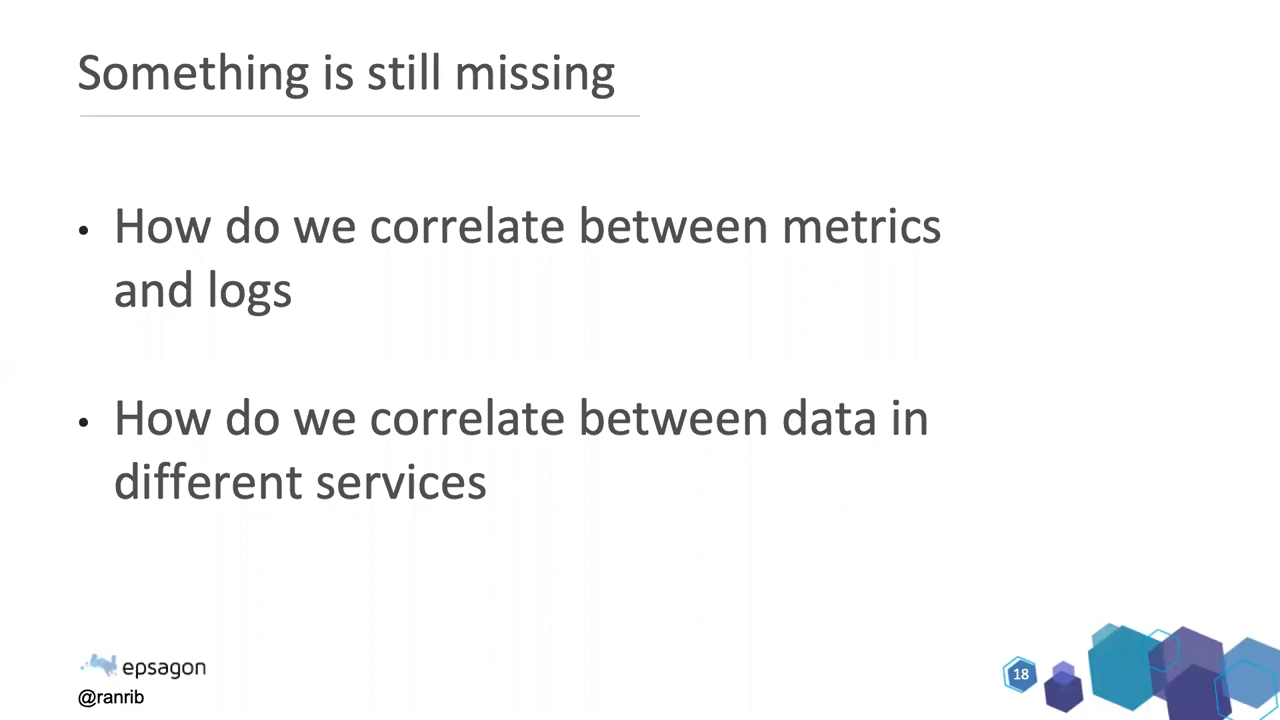 Something is still missing
• How do we correlate between metrics
and logs
• How do we correlate between data in
different services
epsagon
@ranrib
18